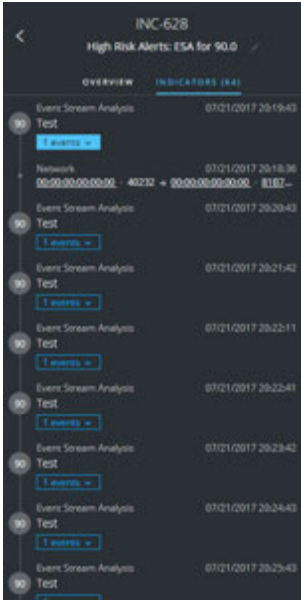 INC-628
High Risk Alerts: ESA for 90.0
OVERVIEW INDICATORS (64)
Event Stream Analysis 07/21/2017 20:19:43
90 Test
1 events
Network 07/21/2017 20:18:36
00:00:00:00:00:00 : 40232 → 00:00:00:00:00:00 : 8187...
Event Stream Analysis 07/21/2017 20:20:43
90 Test
1 events
Event Stream Analysis 07/21/2017 20:21:42
90 Test
1 events
Event Stream Analysis 07/21/2017 20:22:11
90 Test
1 events
Event Stream Analysis 07/21/2017 20:22:41
90 Test
1 events
Event Stream Analysis 07/21/2017 20:23:42
90 Test
1 events
Event Stream Analysis 07/21/2017 20:24:43
90 Test
1 events
Event Stream Analysis 07/21/2017 20:25:43
90 Test